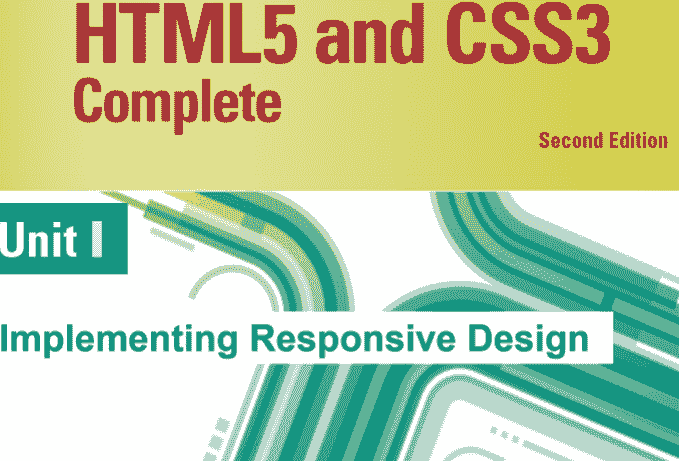 HTML5 and CSS3
Complete
Second Edition
Unit I
Implementing Responsive Design